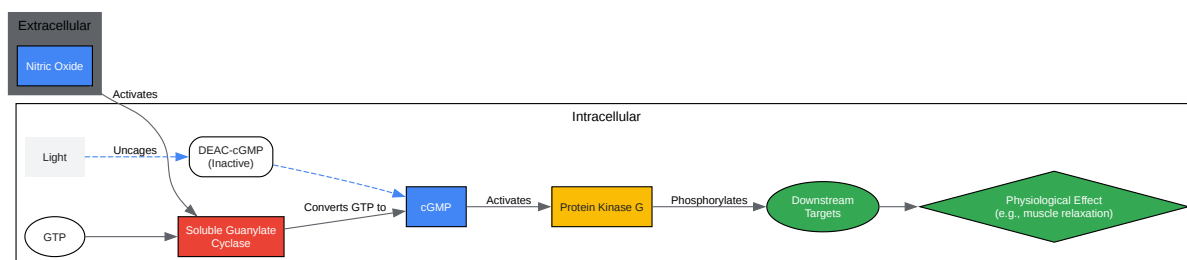 Extracellular
Nitric Oxide
Activates
Intracellular
Light
Uncages
DEAC-cGMP
(Inactive)
GTP
Soluble Guanylate
Cyclase
Converts GTP to
cGMP
Activates
Protein Kinase G
Phosphorylates
Downstream
Targets
Physiological Effect
(e.g., muscle relaxation)